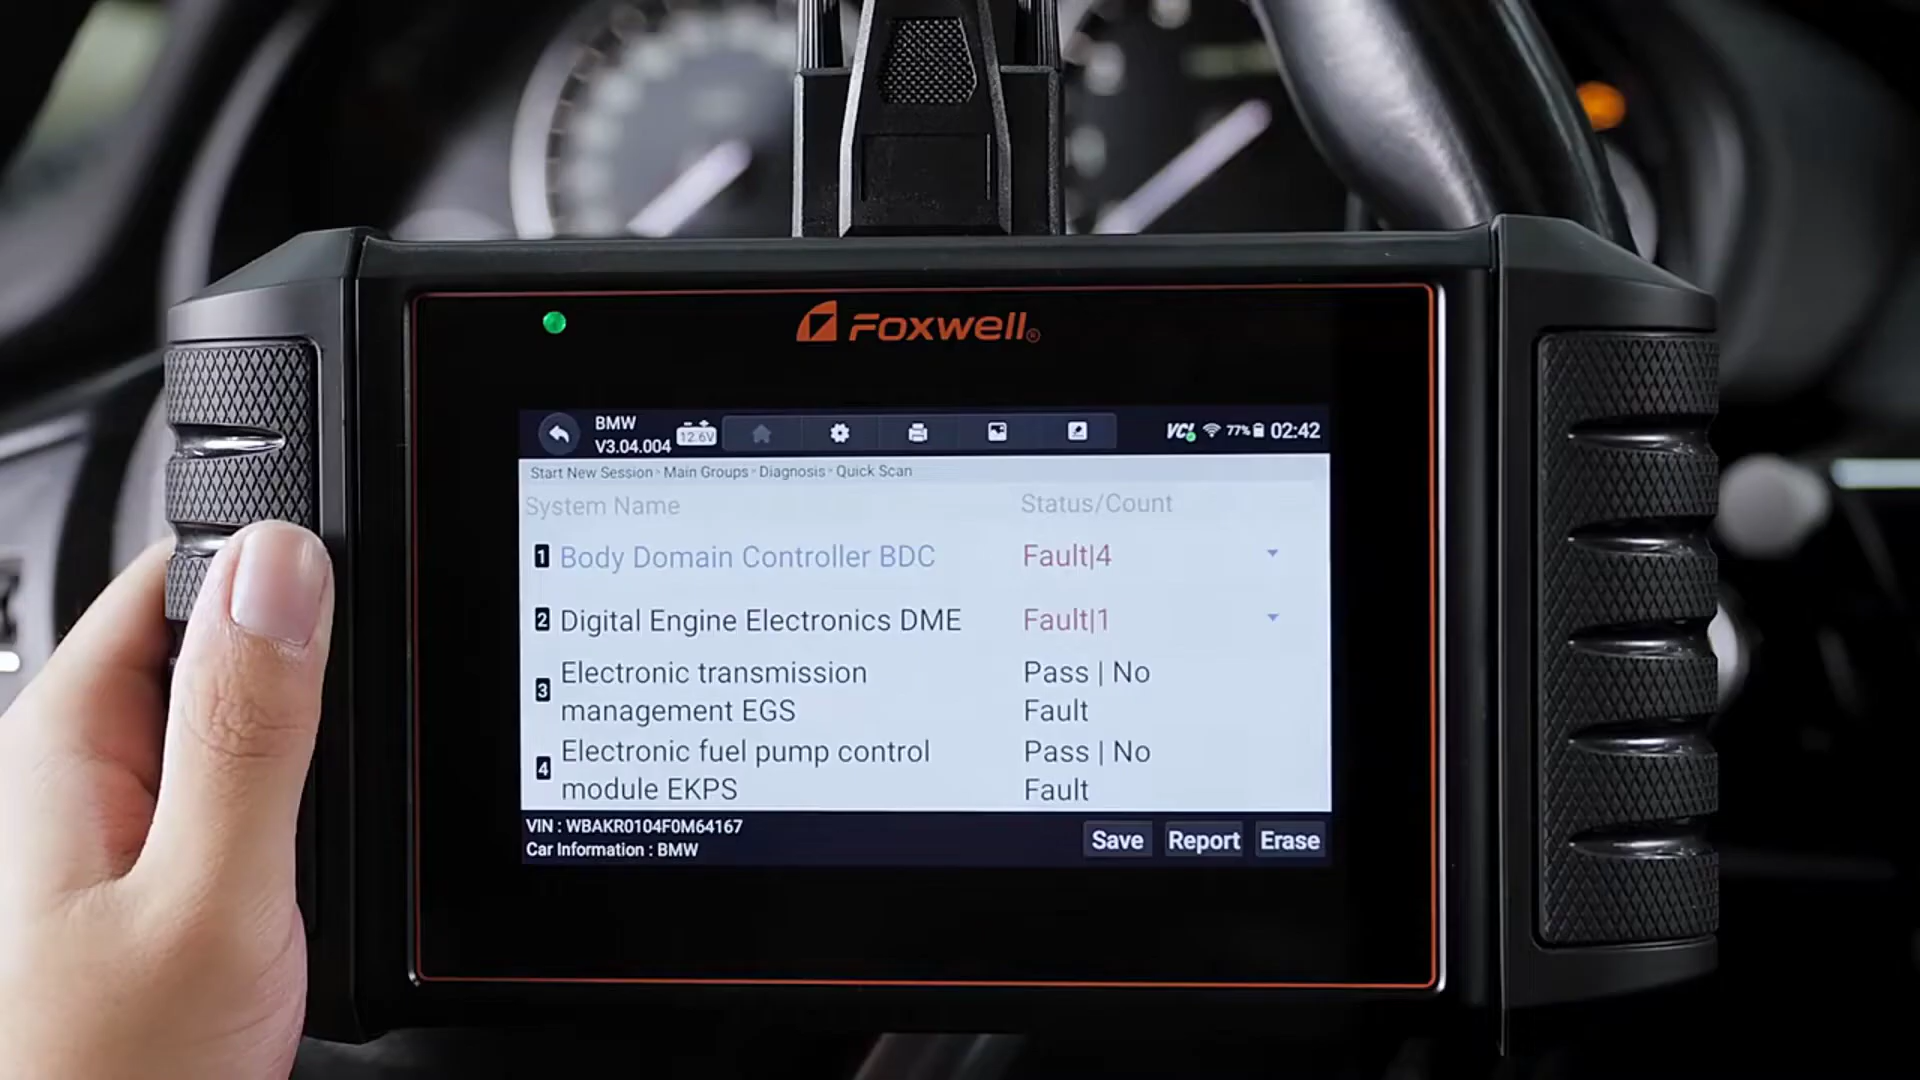 Foxwell®
BMW
V3.04.004
12.6V
VCI
77%
02:42
Start New Session > Main Groups > Diagnosis > Quick Scan
System Name Status/Count
1 Body Domain Controller BDC Fault|4
2 Digital Engine Electronics DME Fault|1
3 Electronic transmission management EGS Pass | No Fault
4 Electronic fuel pump control module EKPS Pass | No Fault
VIN : WBAKR0104F0M64167
Car Information : BMW
Save Report Erase